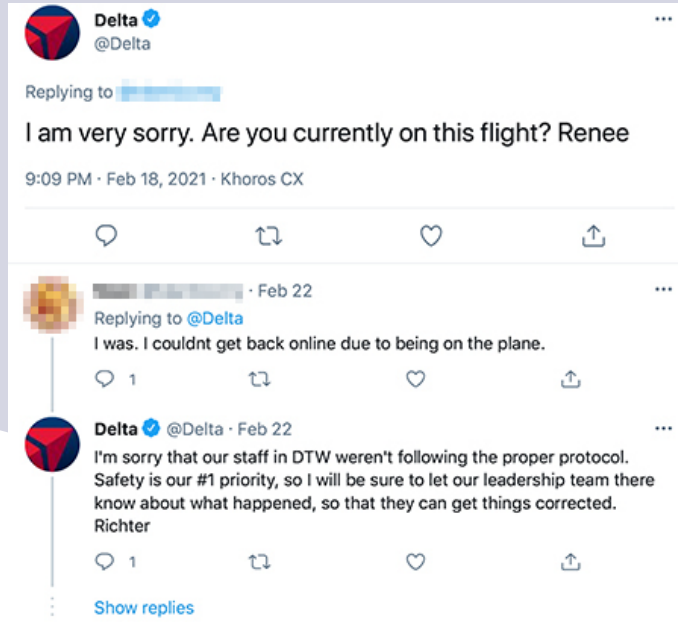 Delta
@Delta
Replying to
I am very sorry. Are you currently on this flight? Renee
9:09 PM · Feb 18, 2021 · Khoros CX
· Feb 22
Replying to @Delta
I was. I couldnt get back online due to being on the plane.
1
Delta @Delta · Feb 22
I'm sorry that our staff in DTW weren't following the proper protocol.
Safety is our #1 priority, so I will be sure to let our leadership team there
know about what happened, so that they can get things corrected.
Richter
1
Show replies